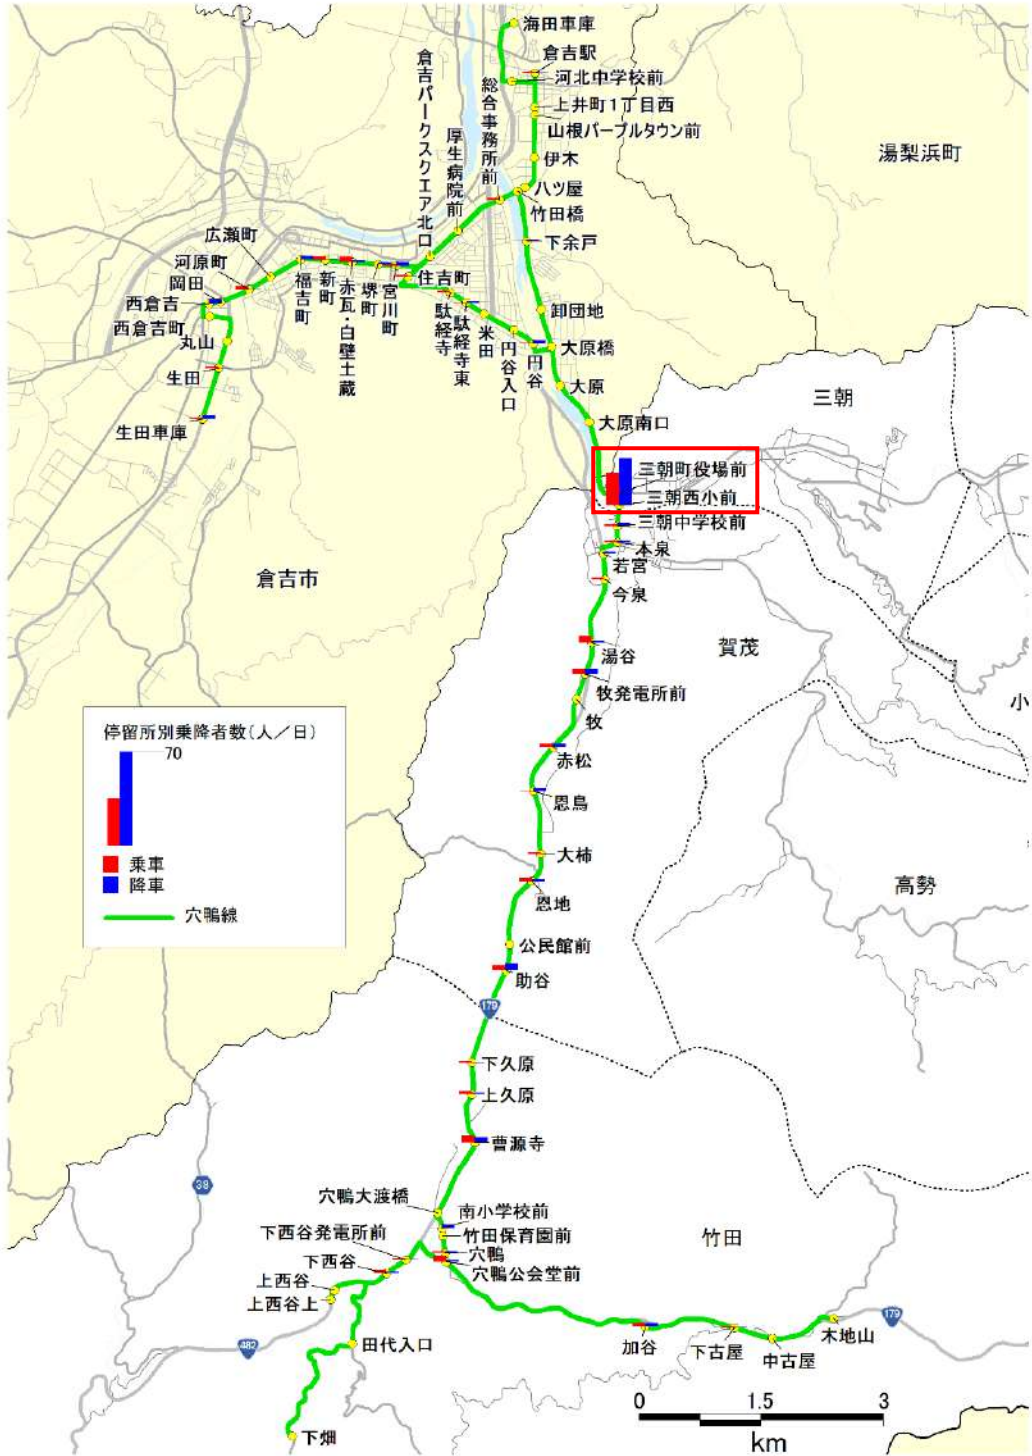 海田車庫
倉吉駅
河北中学校前
上井町1丁目西
山根パープルタウン前
伊木
八ツ屋
竹田橋
下余戸
倉吉パークスクエア北口
総合事務所前
厚生病院前
湯梨浜町
広瀬町
河原町
岡田
西倉吉
西倉吉町
丸山
生田
生田車庫
福吉町
新町
赤瓦・白壁土蔵
堺町
宮川町
住吉町
駄経寺
駄経寺東
米田
円谷入口
円谷
卸団地
大原橋
大原
大原南口
三朝
三朝町役場前
三朝西小前
三朝中学校前
本泉
若宮
今泉
倉吉市
賀茂
湯谷
牧発電所前
牧
小
赤松
恩鳥
大柿
恩地
高勢
公民館前
助谷
179
停留所別乗降者数(人/日)
70
乗車
降車
穴鴨線
下久原
上久原
曹源寺
38
穴鴨大渡橋
南小学校前
竹田保育園前
下西谷発電所前
穴鴨
穴鴨公会堂前
竹田
下西谷
上西谷
上西谷上
482
田代入口
加谷
下古屋
中古屋
木地山
179
下畑
0 1.5 3
km